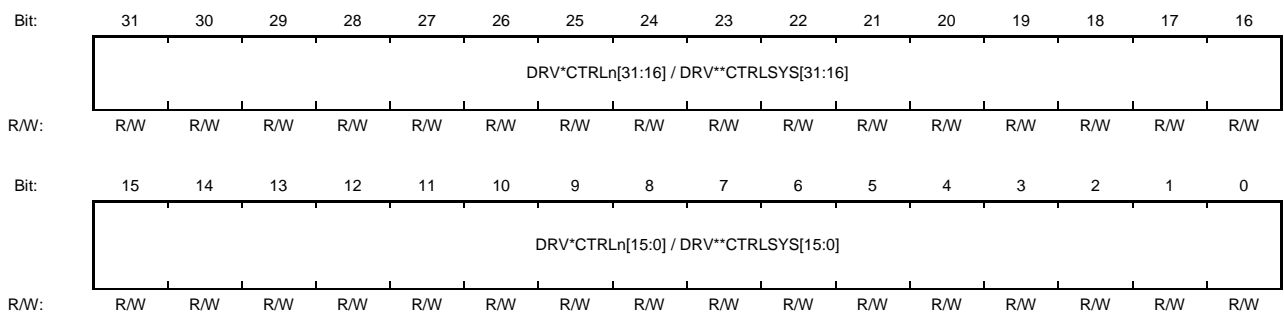 Bit: 31 30 29 28 27 26 25 24 23 22 21 20 19 18 17 16
DRV*CTRLn[31:16] / DRV**CTRLSYS[31:16]
R/W: R/W R/W R/W R/W R/W R/W R/W R/W R/W R/W R/W R/W R/W R/W R/W R/W
Bit: 15 14 13 12 11 10 9 8 7 6 5 4 3 2 1 0
DRV*CTRLn[15:0] / DRV**CTRLSYS[15:0]
R/W: R/W R/W R/W R/W R/W R/W R/W R/W R/W R/W R/W R/W R/W R/W R/W R/W